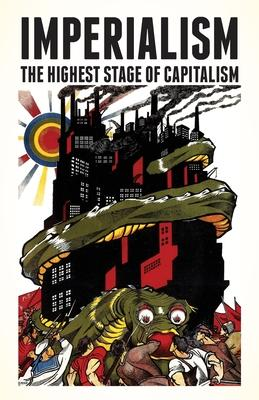 IMPERIALISM
THE HIGHEST STAGE OF CAPITALISM